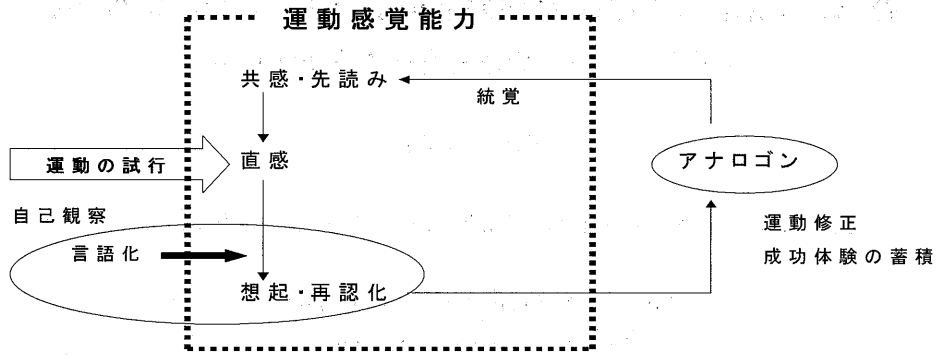 運動感覚能力
共感・先読み
統覚
運動の試行
直感
アナロゴン
自己観察
運動修正
言語化
成功体験の蓄積
想起・再認化